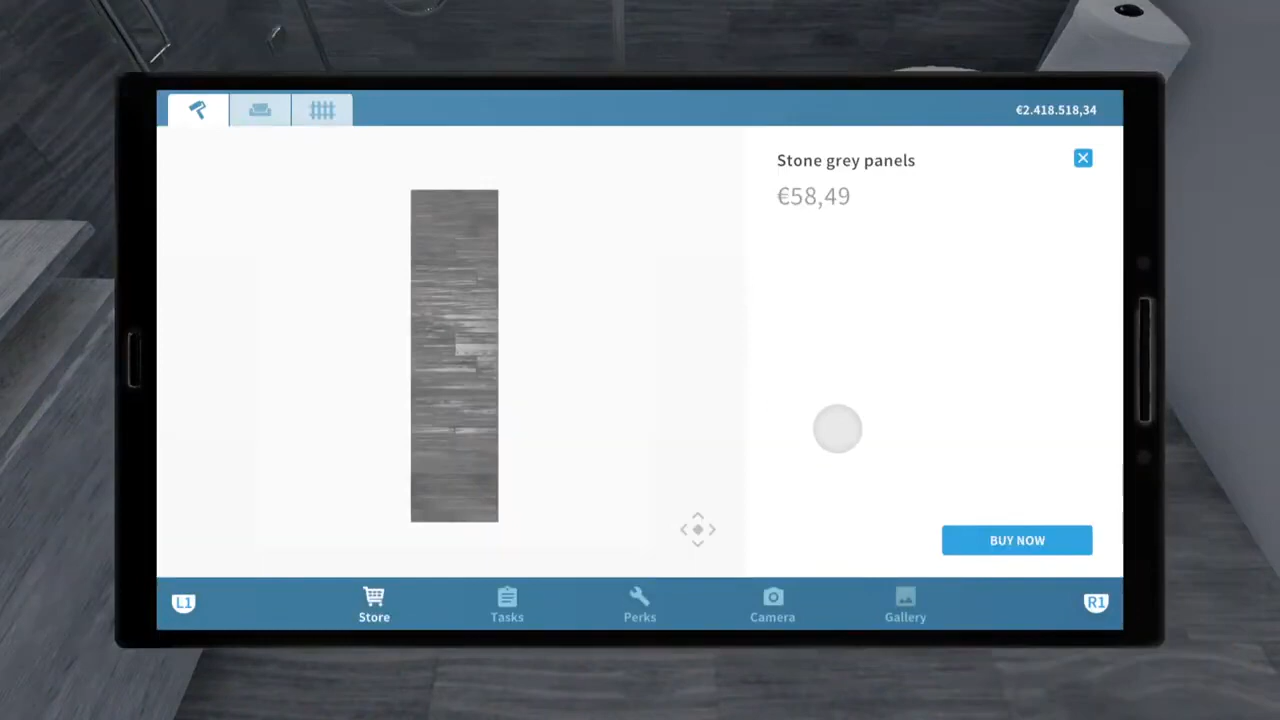 €2.418.518,34
Stone grey panels
€58,49
BUY NOW
L1
Store
Tasks
Perks
Camera
Gallery
R1